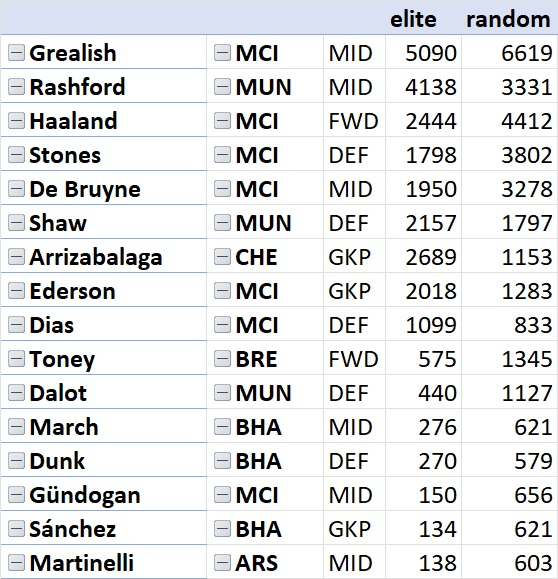 elite random
Grealish MCI MID 5090 6619
Rashford MUN MID 4138 3331
Haaland MCI FWD 2444 4412
Stones MCI DEF 1798 3802
De Bruyne MCI MID 1950 3278
Shaw MUN DEF 2157 1797
Arrizabalaga CHE GKP 2689 1153
Ederson MCI GKP 2018 1283
Dias MCI DEF 1099 833
Toney BRE FWD 575 1345
Dalot MUN DEF 440 1127
March BHA MID 276 621
Dunk BHA DEF 270 579
Gündogan MCI MID 150 656
Sánchez BHA GKP 134 621
Martinelli ARS MID 138 603